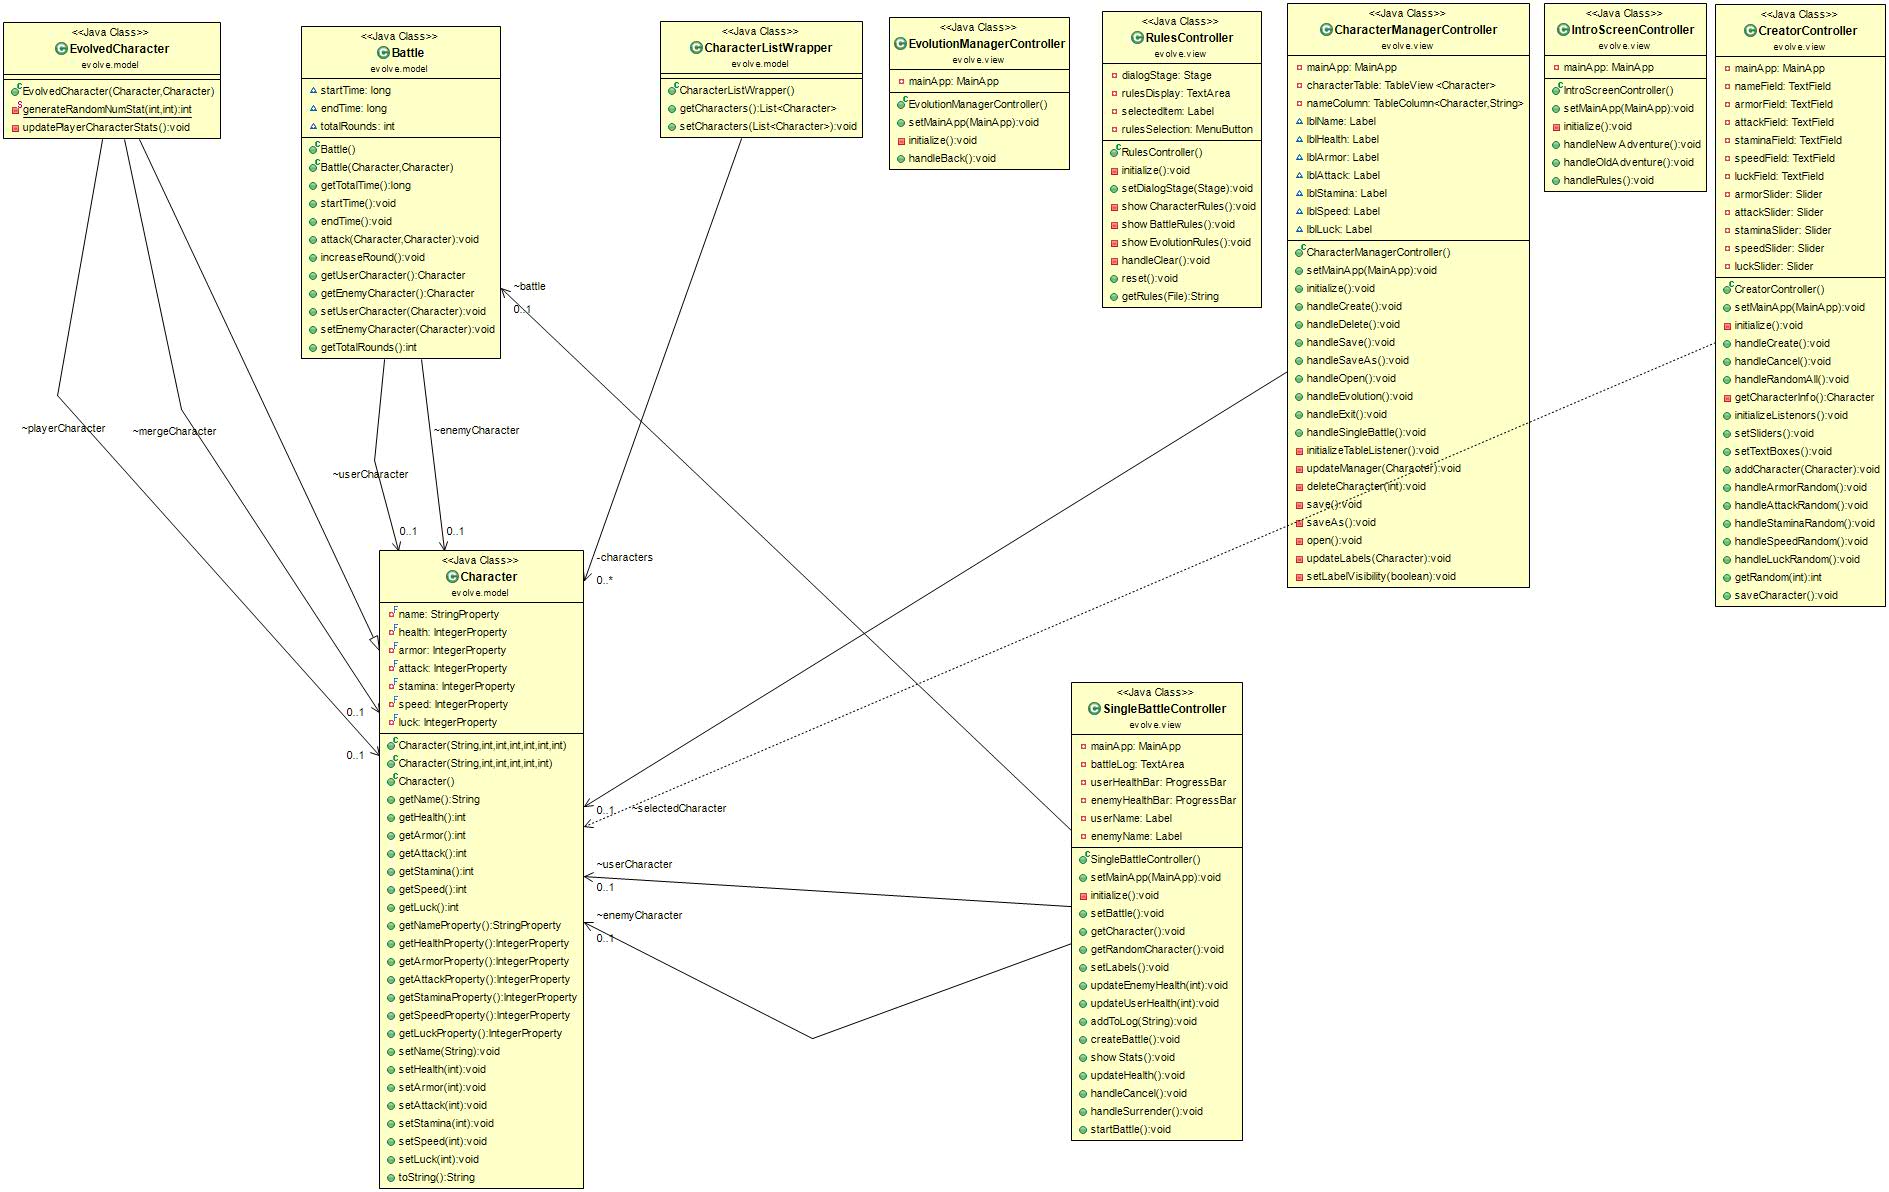 <<Java Class>>
EvolvedCharacter
evolve.model
EvolvedCharacter(Character,Character)
generateRandomNumStat(int,int):int
updatePlayerCharacterStats():void
<<Java Class>>
Battle
evolve.model
startTime: long
endTime: long
totalRounds: int
Battle()
Battle(Character,Character)
getTotalTime():long
startTime():void
endTime():void
attack(Character,Character):void
increaseRound():void
getUserCharacter():Character
getEnemyCharacter():Character
setUserCharacter(Character):void
setEnemyCharacter(Character):void
getTotalRounds():int
<<Java Class>>
CharacterListWrapper
evolve.model
CharacterListWrapper()
getCharacters():List<Character>
setCharacters(List<Character>):void
<<Java Class>>
EvolutionManagerController
evolve.view
mainApp: MainApp
EvolutionManagerController()
setMainApp(MainApp):void
initialize():void
handleBack():void
<<Java Class>>
RulesController
evolve.view
dialogStage: Stage
rulesDisplay: TextArea
selectedItem: Label
rulesSelection: MenuButton
RulesController()
initialize():void
setDialogStage(Stage):void
showCharacterRules():void
showBattleRules():void
showEvolutionRules():void
handleClear():void
reset():void
getRules(File):String
<<Java Class>>
CharacterManagerController
evolve.view
mainApp: MainApp
characterTable: TableView<Character>
nameColumn: TableColumn<Character,String>
lblName: Label
lblHealth: Label
lblArmor: Label
lblAttack: Label
lblStamina: Label
lblSpeed: Label
lblLuck: Label
CharacterManagerController()
setMainApp(MainApp):void
initialize():void
handleCreate():void
handleDelete():void
handleSave():void
handleSaveAs():void
handleOpen():void
handleEvolution():void
handleExit():void
handleSingleBattle():void
initializeTableListener():void
updateManager(Character):void
deleteCharacter(int):void
save():void
saveAs():void
open():void
updateLabels(Character):void
setLabelVisibility(boolean):void
<<Java Class>>
IntroScreenController
evolve.view
mainApp: MainApp
IntroScreenController()
setMainApp(MainApp):void
initialize():void
handleNewAdventure():void
handleOldAdventure():void
handleRules():void
<<Java Class>>
CreatorController
evolve.view
mainApp: MainApp
nameField: TextField
armorField: TextField
attackField: TextField
staminaField: TextField
speedField: TextField
luckField: TextField
armorSlider: Slider
attackSlider: Slider
staminaSlider: Slider
speedSlider: Slider
luckSlider: Slider
CreatorController()
setMainApp(MainApp):void
initialize():void
handleCreate():void
handleCancel():void
handleRandomAll():void
getCharacterInfo():Character
initializeListenors():void
setSliders():void
setTextBoxes():void
addCharacter(Character):void
handleArmorRandom():void
handleAttackRandom():void
handleStaminaRandom():void
handleSpeedRandom():void
handleLuckRandom():void
getRandom(int):int
saveCharacter():void
~battle
0..1
~playerCharacter
~mergeCharacter
~userCharacter
~enemyCharacter
0..1
0..1
-characters
0..*
0..1
0..1
<<Java Class>>
Character
evolve.model
name: StringProperty
health: IntegerProperty
armor: IntegerProperty
attack: IntegerProperty
stamina: IntegerProperty
speed: IntegerProperty
luck: IntegerProperty
Character(String,int,int,int,int,int,int)
Character(String,int,int,int,int,int)
Character()
getName():String
getHealth():int
getArmor():int
getAttack():int
getStamina():int
getSpeed():int
getLuck():int
getNameProperty():StringProperty
getHealthProperty():IntegerProperty
getArmorProperty():IntegerProperty
getAttackProperty():IntegerProperty
getStaminaProperty():IntegerProperty
getSpeedProperty():IntegerProperty
getLuckProperty():IntegerProperty
setName(String):void
setHealth(int):void
setArmor(int):void
setAttack(int):void
setStamina(int):void
setSpeed(int):void
setLuck(int):void
toString():String
0..1
~selectedCharacter
~userCharacter
0..1
~enemyCharacter
0..1
<<Java Class>>
SingleBattleController
evolve.view
mainApp: MainApp
battleLog: TextArea
userHealthBar: ProgressBar
enemyHealthBar: ProgressBar
userName: Label
enemyName: Label
SingleBattleController()
setMainApp(MainApp):void
initialize():void
setBattle():void
getCharacter():void
getRandomCharacter():void
setLabels():void
updateEnemyHealth(int):void
updateUserHealth(int):void
addToLog(String):void
createBattle():void
showStats():void
updateHealth():void
handleCancel():void
handleSurrender():void
startBattle():void